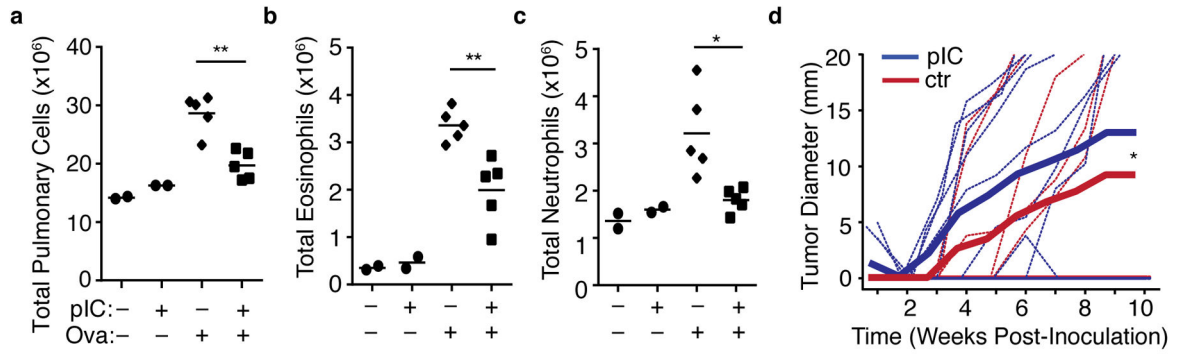 a
Total Pulmonary Cells (x10⁶)
40
30
20
10
0
**
pIC: – + – +
Ova: – – + +
b
Total Eosinophils (x10⁶)
5
4
3
2
1
0
**
– + – +
– – + +
c
Total Neutrophils (x10⁶)
5
4
3
2
1
0
*
– + – +
– – + +
d
Tumor Diameter (mm)
20
15
10
5
0
pIC
ctr
*
2 4 6 8 10
Time (Weeks Post-Inoculation)